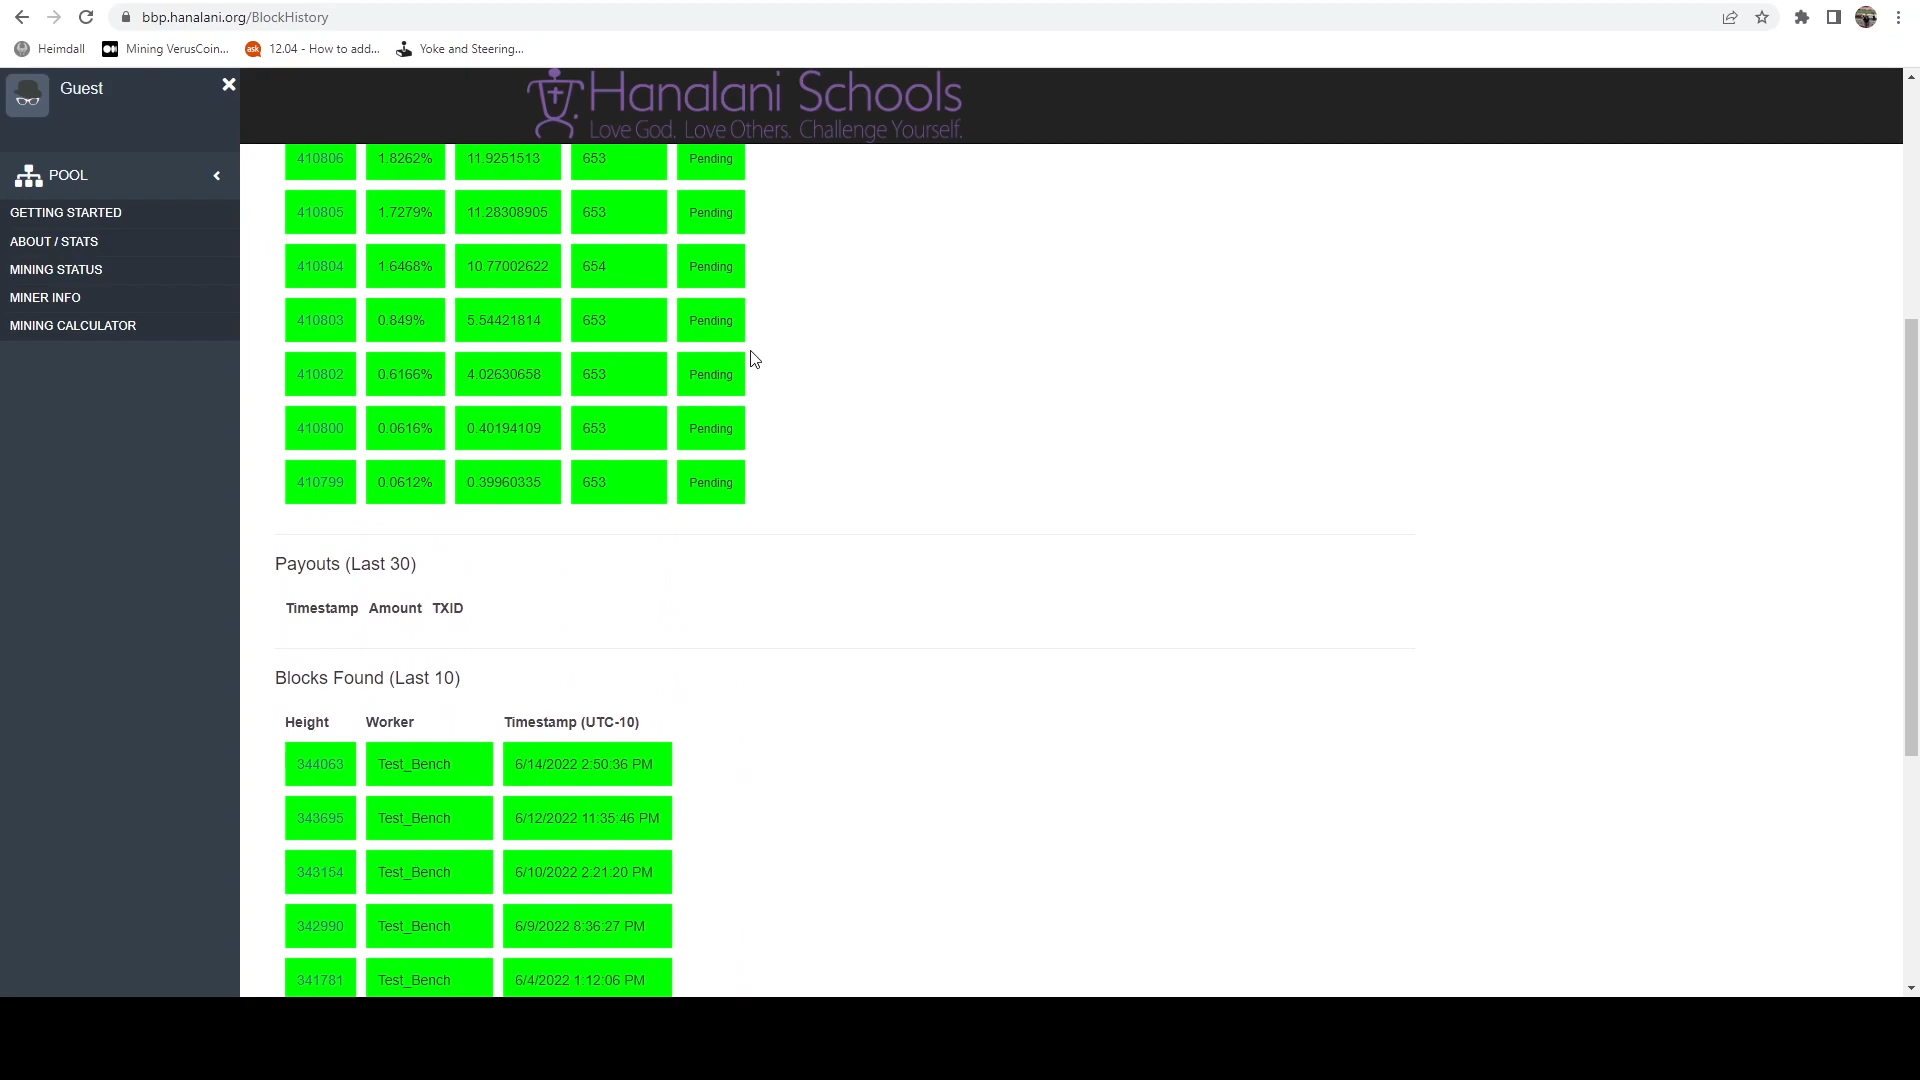 bbp.hanalani.org/BlockHistory
Heimdall Mining VerusCoin... 12.04 - How to add... Yoke and Steering...
Guest
Hanalani Schools
Love God. Love Others. Challenge Yourself.
POOL
GETTING STARTED
ABOUT / STATS
MINING STATUS
MINER INFO
MINING CALCULATOR
410806 1.8262% 11.9251513 653 Pending
410805 1.7279% 11.28308905 653 Pending
410804 1.6468% 10.77002622 654 Pending
410803 0.849% 5.54421814 653 Pending
410802 0.6166% 4.02630658 653 Pending
410800 0.0616% 0.40194109 653 Pending
410799 0.0612% 0.39960335 653 Pending
Payouts (Last 30)
Timestamp Amount TXID
Blocks Found (Last 10)
Height Worker Timestamp (UTC-10)
344063 Test_Bench 6/14/2022 2:50:36 PM
343695 Test_Bench 6/12/2022 11:35:46 PM
343154 Test_Bench 6/10/2022 2:21:20 PM
342990 Test_Bench 6/9/2022 8:36:27 PM
341781 Test_Bench 6/4/2022 1:12:06 PM